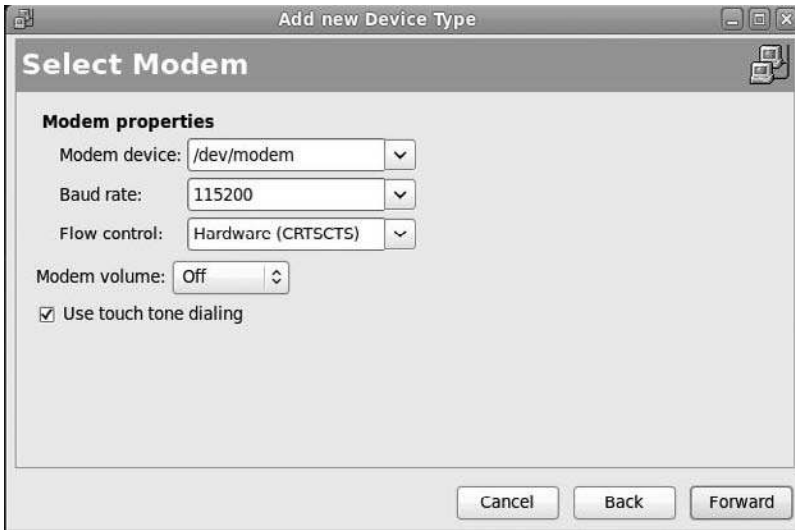 Add new Device Type
Select Modem
Modem properties
Modem device: /dev/modem
Baud rate: 115200
Flow control: Hardware (CRTSCTS)
Modem volume: Off
Use touch tone dialing
Cancel Back Forward